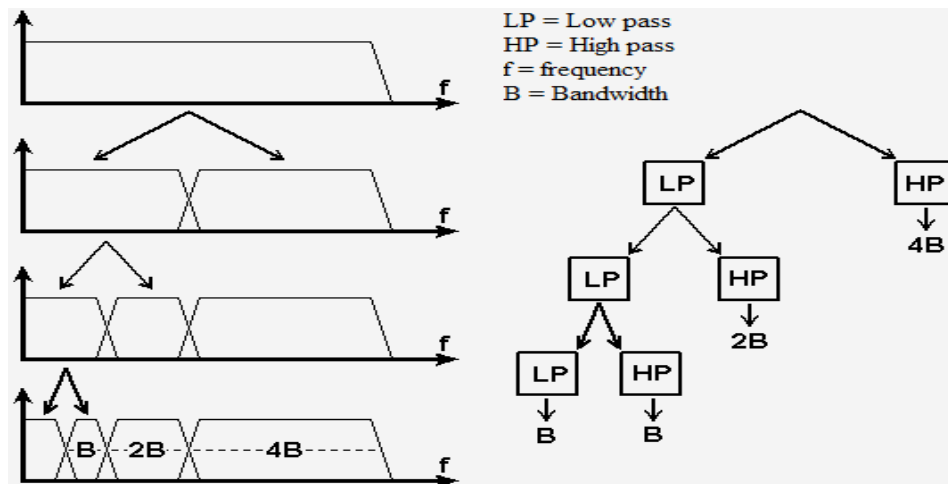 LP = Low pass
HP = High pass
f = frequency
B = Bandwidth
f
f
f
B 2B 4B
f
LP HP
4B
LP HP
2B
LP HP
B B